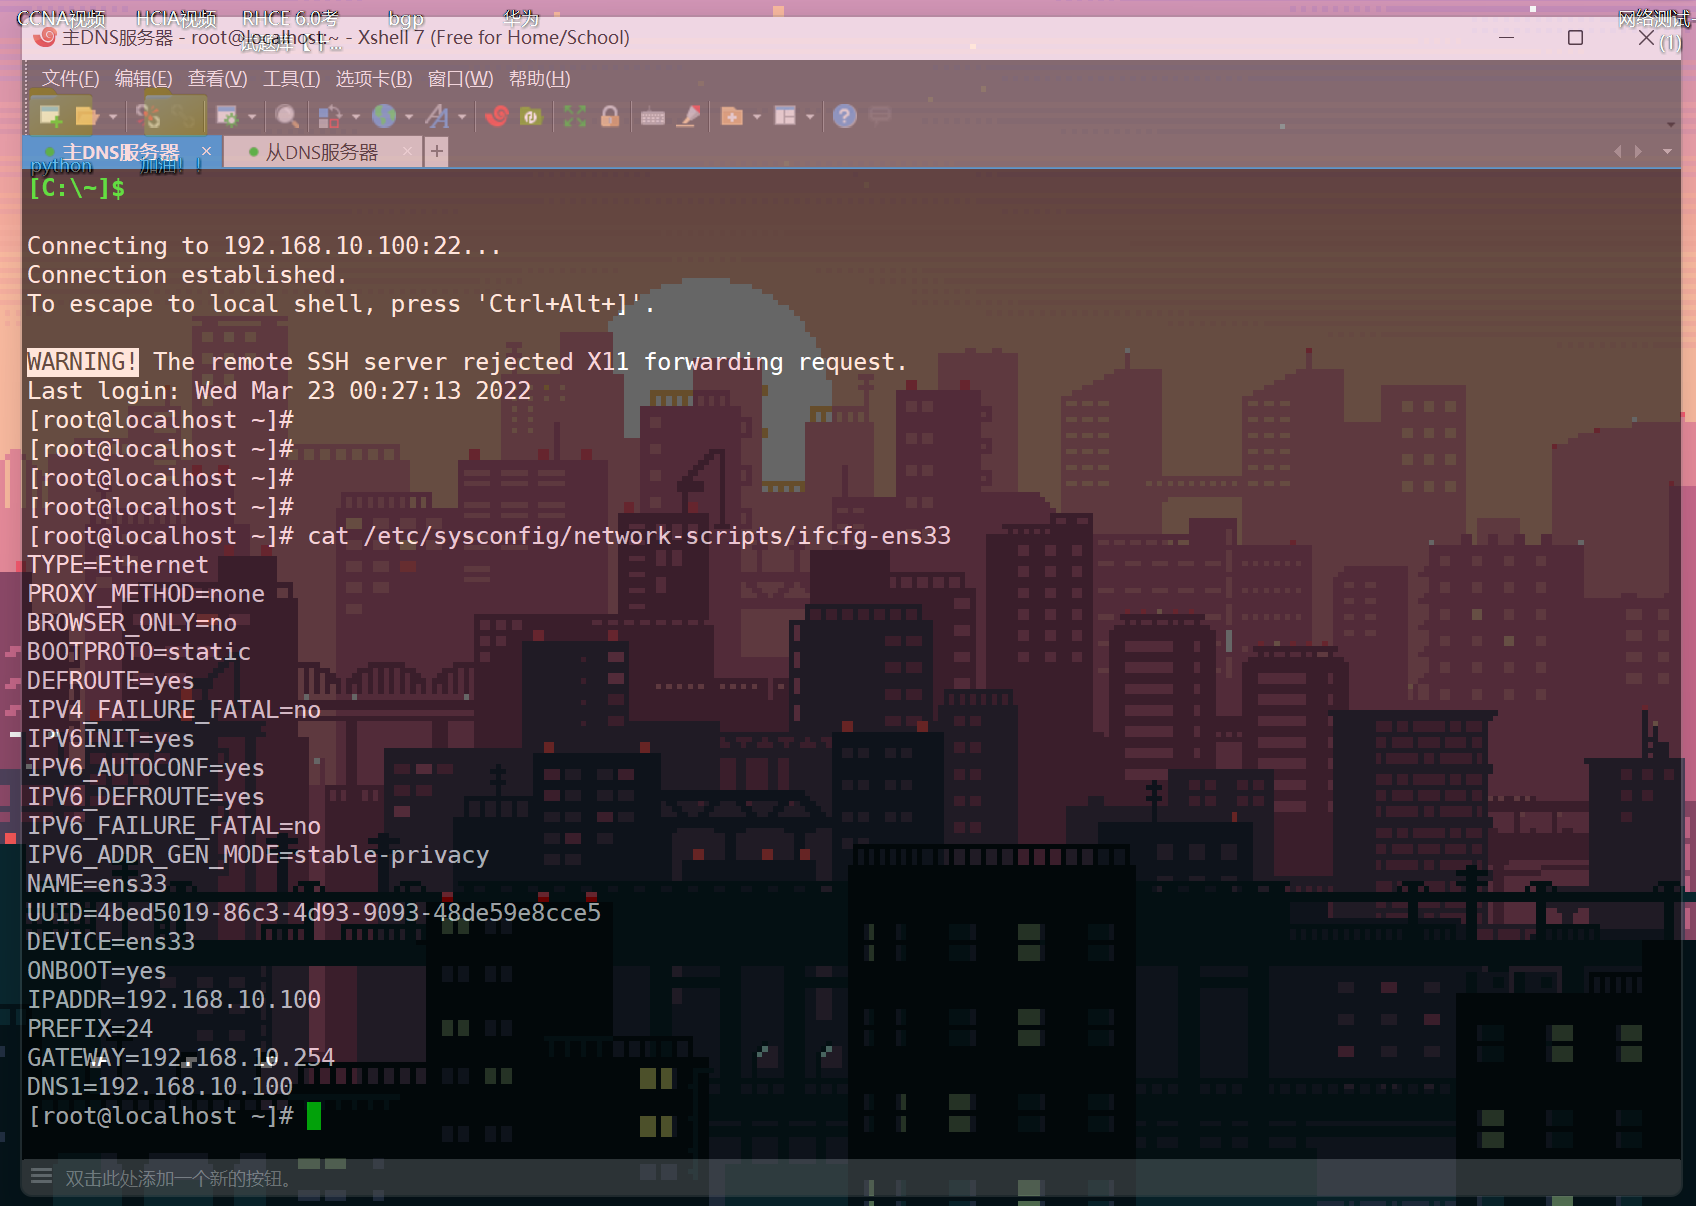 CCNA视频 HCIA视频 RHCE 6.0考 bgp 华为 网络测试
(1)
主DNS服务器 - root@localhost:~ - Xshell 7 (Free for Home/School)
文件(F) 编辑(E) 查看(V) 工具(T) 选项卡(B) 窗口(W) 帮助(H)
主DNS服务器 × 从DNS服务器 × +
python 加油！！
[C:\~]$
Connecting to 192.168.10.100:22...
Connection established.
To escape to local shell, press 'Ctrl+Alt+]'.
WARNING! The remote SSH server rejected X11 forwarding request.
Last login: Wed Mar 23 00:27:13 2022
[root@localhost ~]#
[root@localhost ~]#
[root@localhost ~]#
[root@localhost ~]#
[root@localhost ~]# cat /etc/sysconfig/network-scripts/ifcfg-ens33
TYPE=Ethernet
PROXY_METHOD=none
BROWSER_ONLY=no
BOOTPROTO=static
DEFROUTE=yes
IPV4_FAILURE_FATAL=no
IPV6INIT=yes
IPV6_AUTOCONF=yes
IPV6_DEFROUTE=yes
IPV6_FAILURE_FATAL=no
IPV6_ADDR_GEN_MODE=stable-privacy
NAME=ens33
UUID=4bed5019-86c3-4d93-9093-48de59e8cce5
DEVICE=ens33
ONBOOT=yes
IPADDR=192.168.10.100
PREFIX=24
GATEWAY=192.168.10.254
DNS1=192.168.10.100
[root@localhost ~]#
双击此处添加一个新的按钮。